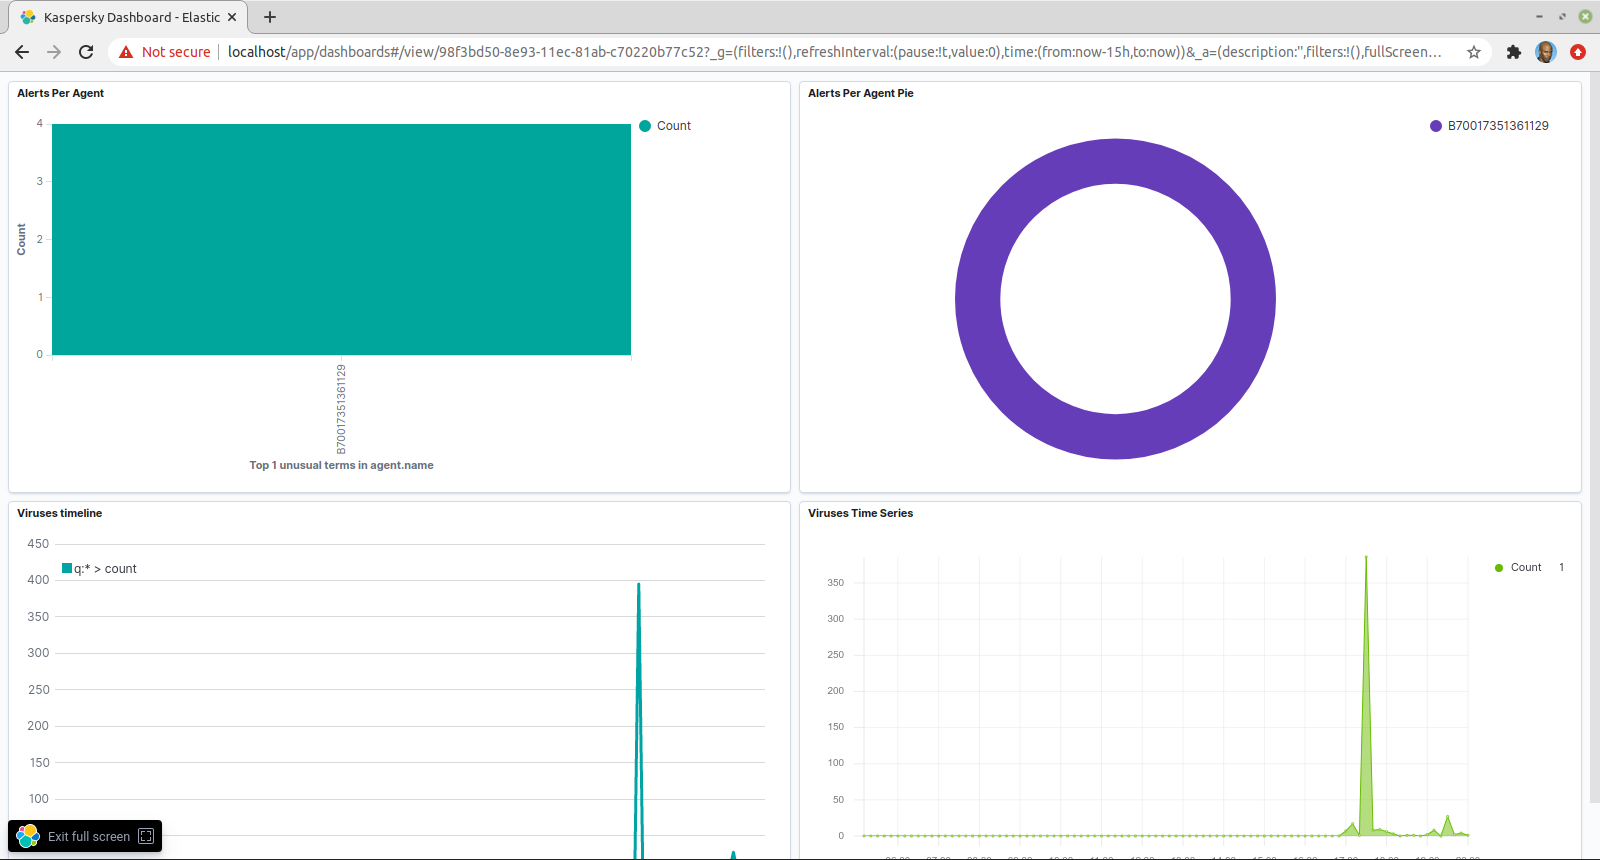 Kaspersky Dashboard - Elastic
Not secure
localhost/app/dashboards#/view/98f3bd50-8e93-11ec-81ab-c70220b77c52?_g=(filters:!(),refreshInterval:(pause:!t,value:0),time:(from:now-15h,to:now))&_a=(description:'',filters:!(),fullScreen...
Alerts Per Agent
4
3
2
1
0
Count
Count
B70017351361129
Top 1 unusual terms in agent.name
Alerts Per Agent Pie
B70017351361129
Viruses timeline
450
q:* > count
400
350
300
250
200
150
100
Exit full screen
Viruses Time Series
Count 1
350
300
250
200
150
100
50
0